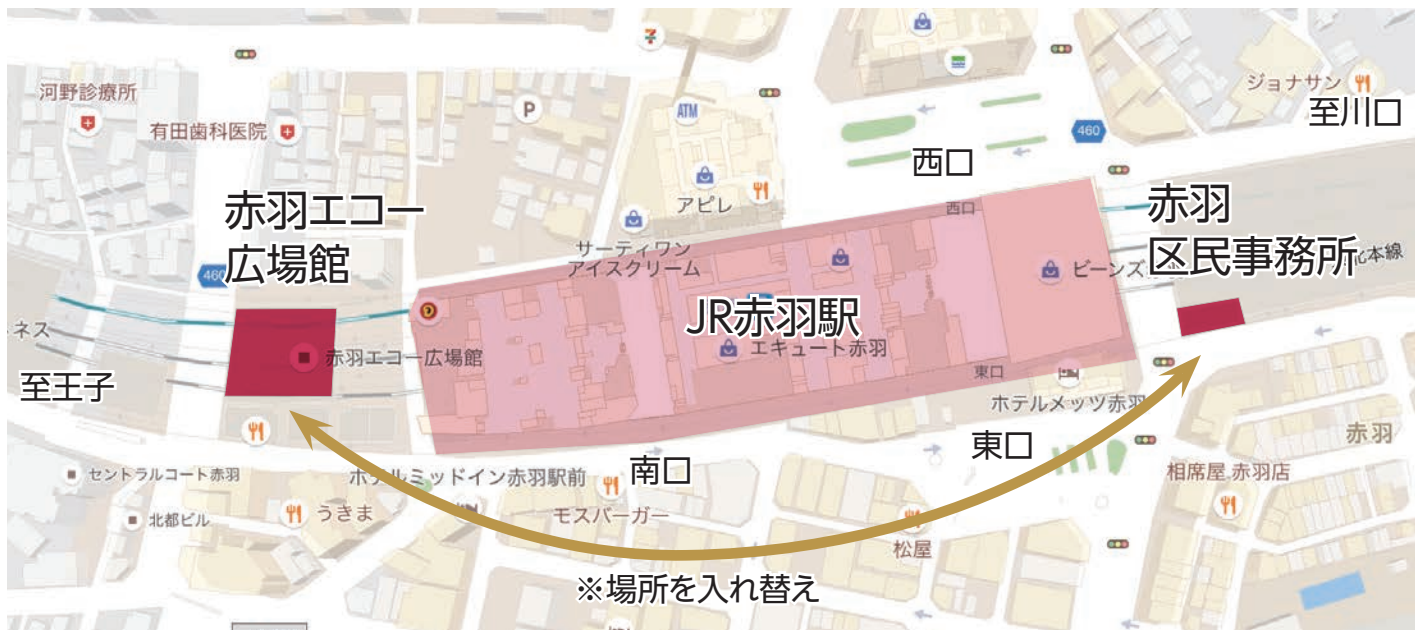 河野診療所
有田歯科医院
P
ATM
7
ジョナサン
至川口
460
西口
アピレ
西口
赤羽エコー
広場館
460
サーティワン
アイスクリーム
赤羽
区民事務所
ビーンズ
本線
JR赤羽駅
エキュート赤羽
赤羽エコー広場館
ネス
至王子
東口
ホテルメッツ赤羽
東口
赤羽
相席屋 赤羽店
セントラルコート赤羽
ホテルミッドイン赤羽駅前
南口
北都ビル
うきま
モスバーガー
松屋
※場所を入れ替え